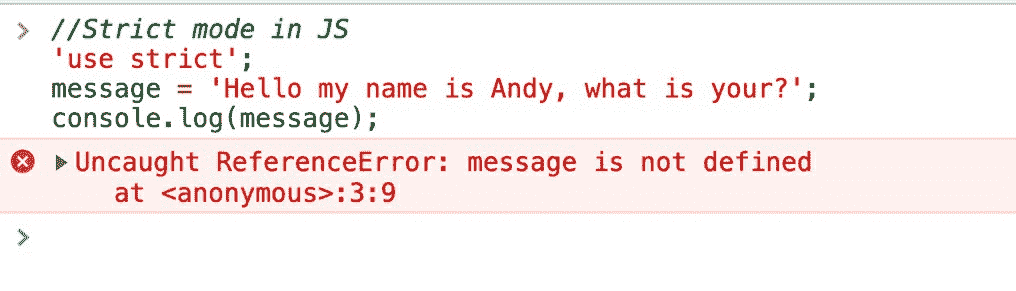 //Strict mode in JS
'use strict';
message = 'Hello my name is Andy, what is your?';
console.log(message);
Uncaught ReferenceError: message is not defined
at <anonymous>:3:9